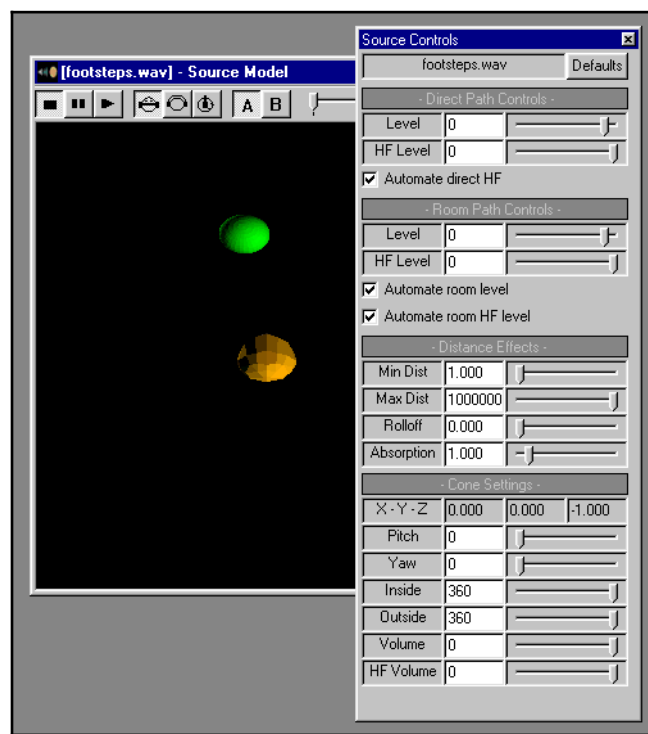 Source Controls
footsteps.wav Defaults
[footsteps.wav] - Source Model
A B
- Direct Path Controls -
Level 0
HF Level 0
Automate direct HF
- Room Path Controls -
Level 0
HF Level 0
Automate room level
Automate room HF level
- Distance Effects -
Min Dist 1.000
Max Dist 1000000
Rolloff 0.000
Absorption 1.000
- Cone Settings -
X - Y - Z 0.000 0.000 -1.000
Pitch 0
Yaw 0
Inside 360
Outside 360
Volume 0
HF Volume 0